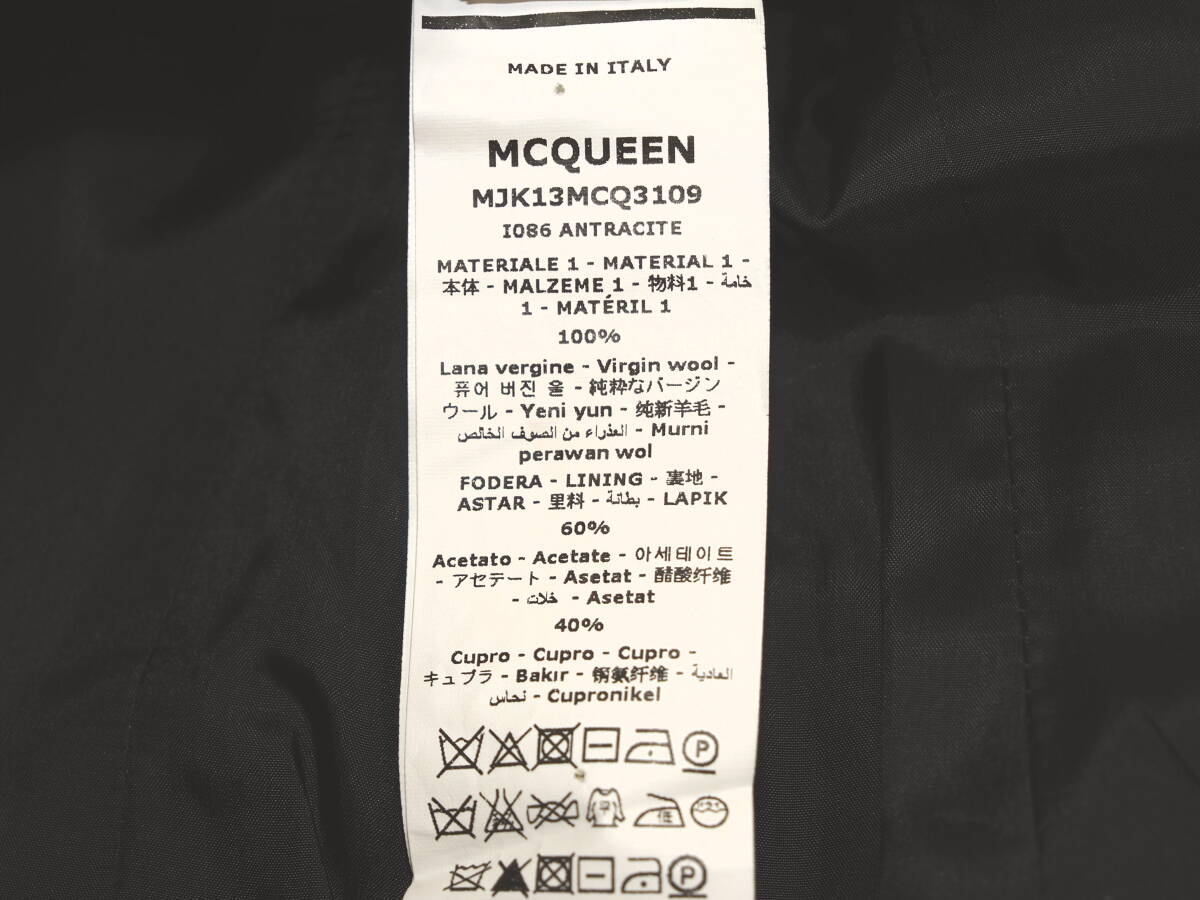 MADE IN ITALY
MCQUEEN
MJK13MCQ3109
I086 ANTRACITE
MATERIALE 1 - MATERIAL 1 -
本体 - MALZEME 1 - 物料1 - خامة
1 - MATÉRIL 1
100%
Lana vergine - Virgin wool -
퓨어 버진 울 - 純粋なバージン
ウール - Yeni yun - 纯新羊毛 -
العذراء من الصوف الخالص - Murni
perawan wol
FODERA - LINING - 裏地 -
ASTAR - 里料 - بطانة - LAPIK
60%
Acetato - Acetate - 아세테이트
- アセテート - Asetat - 醋酸纤维
- خلات - Asetat
40%
Cupro - Cupro - Cupro -
キュプラ - Bakır - 铜氨纤维 - العادية
نحاس - Cupronikel
P
低
P